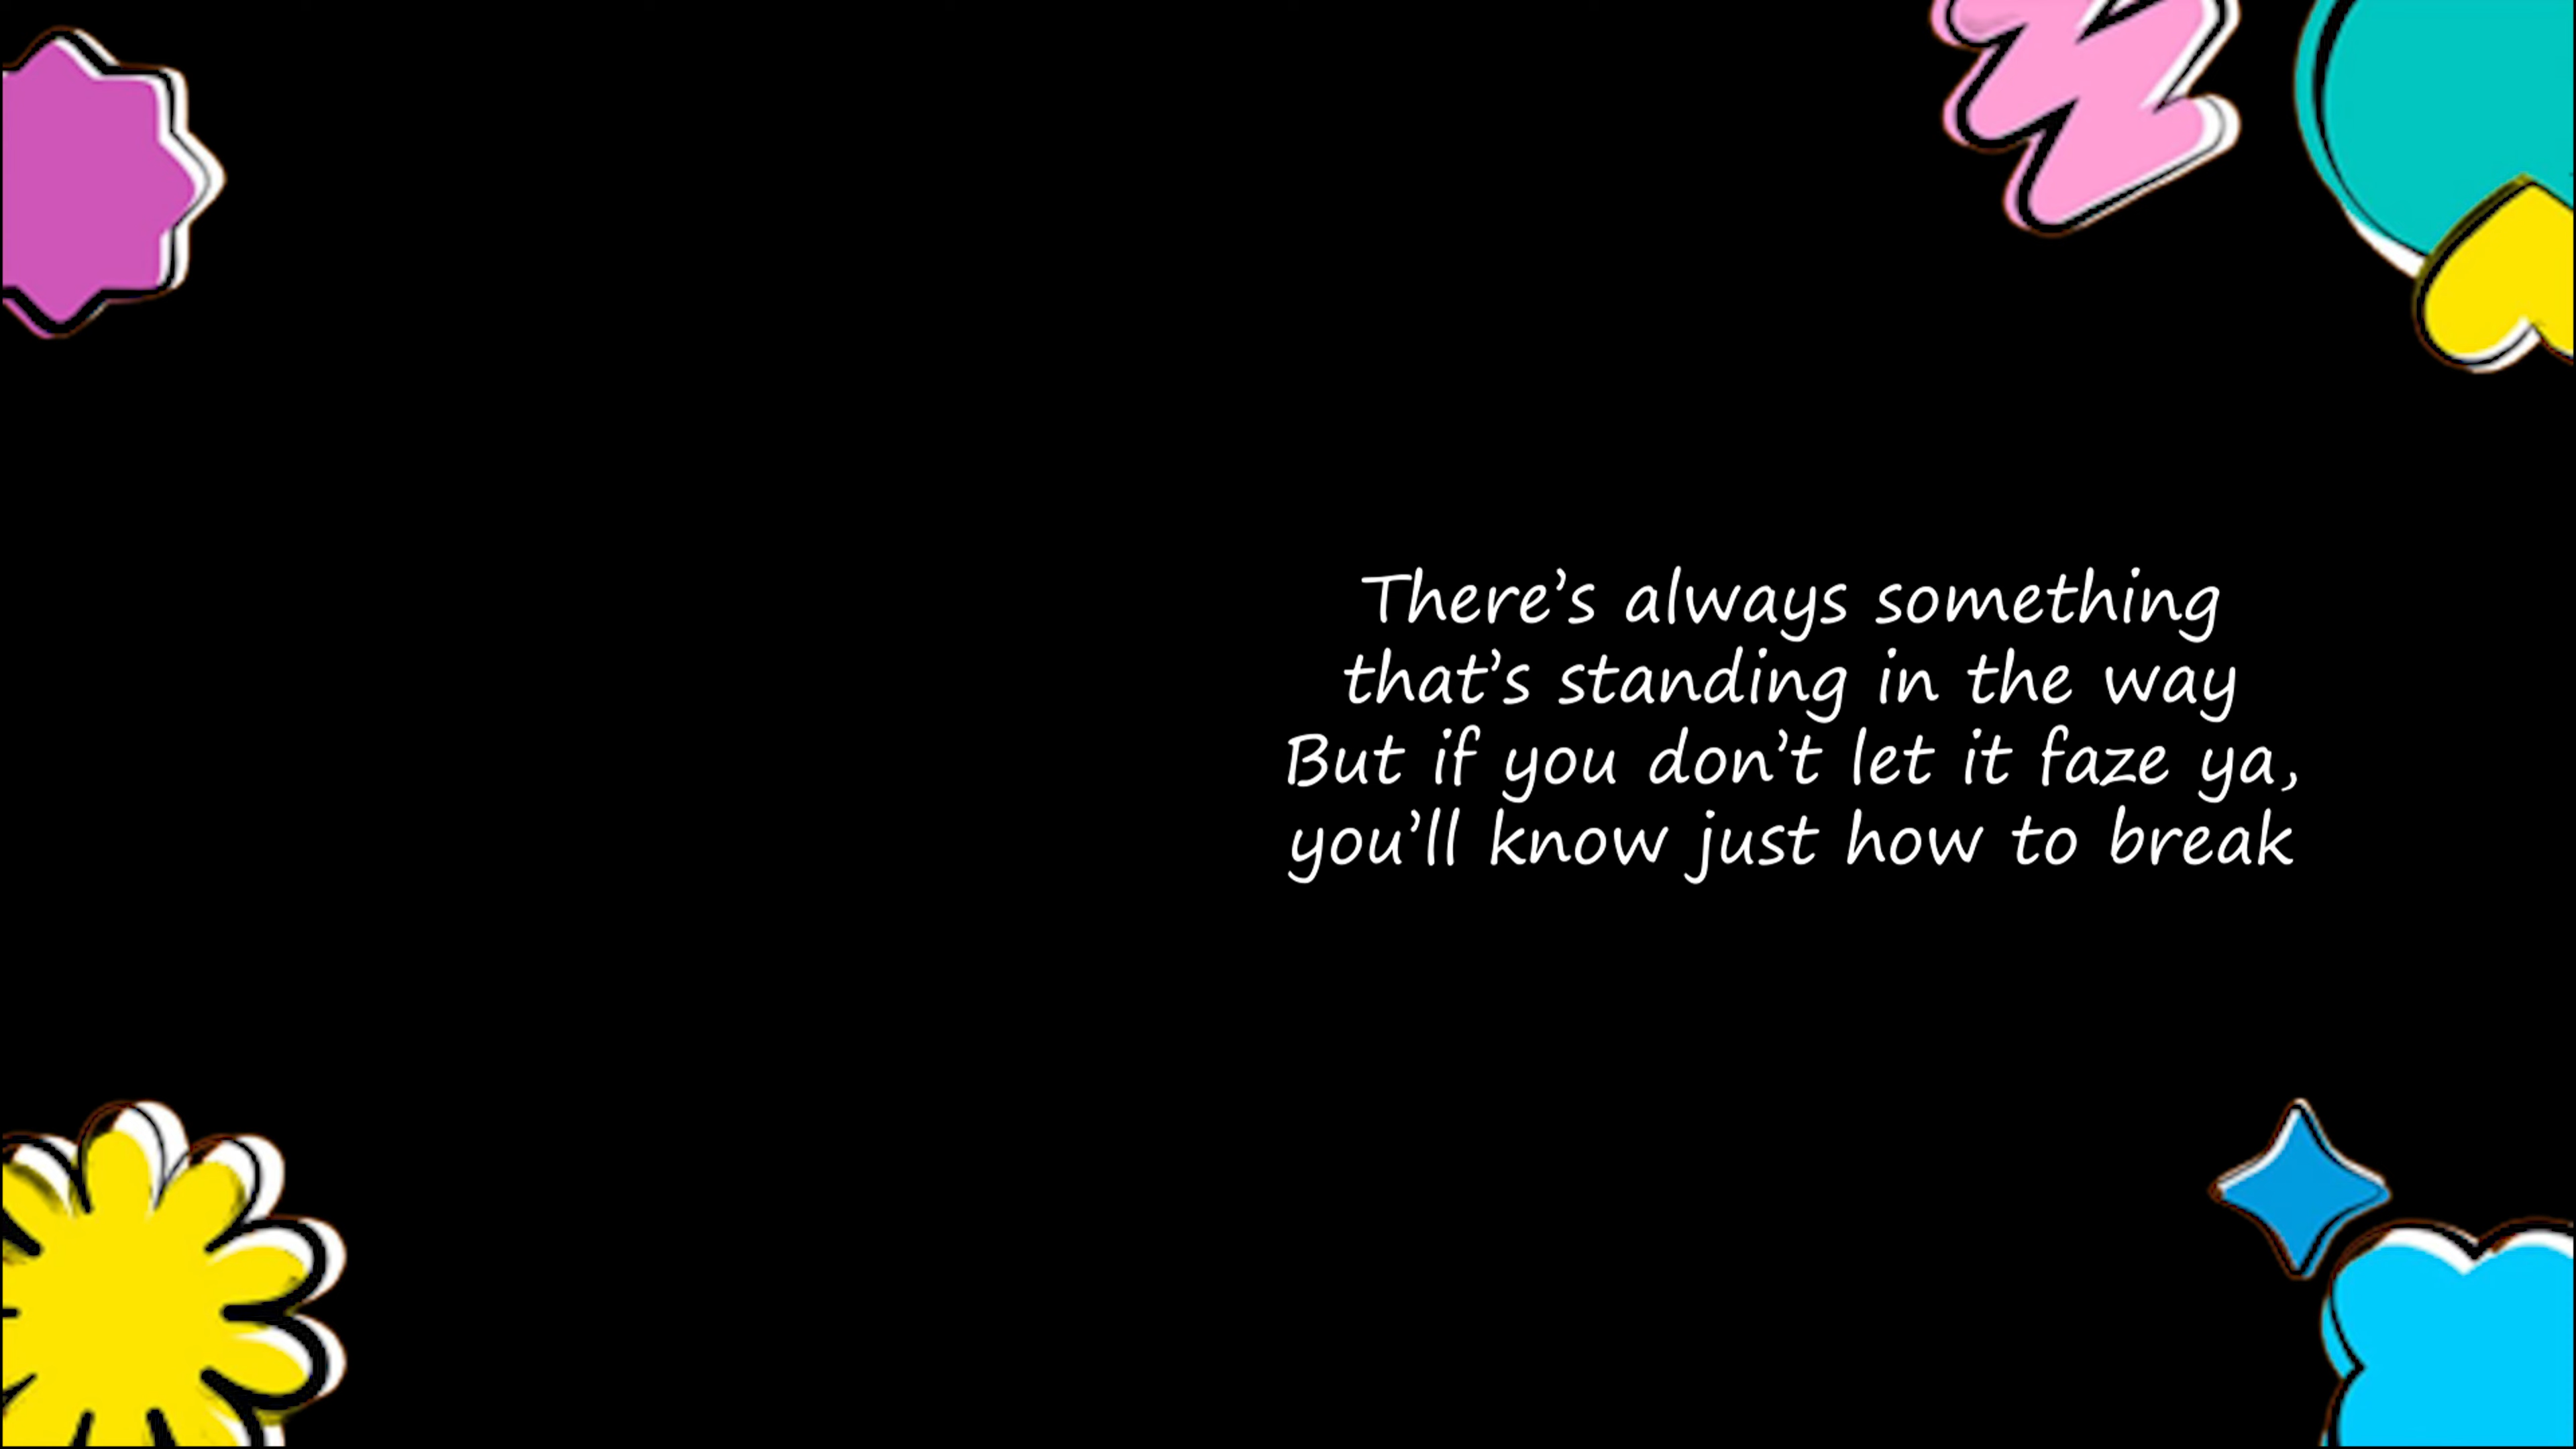 There’s always something
that’s standing in the way
But if you don’t let it faze ya,
you’ll know just how to break